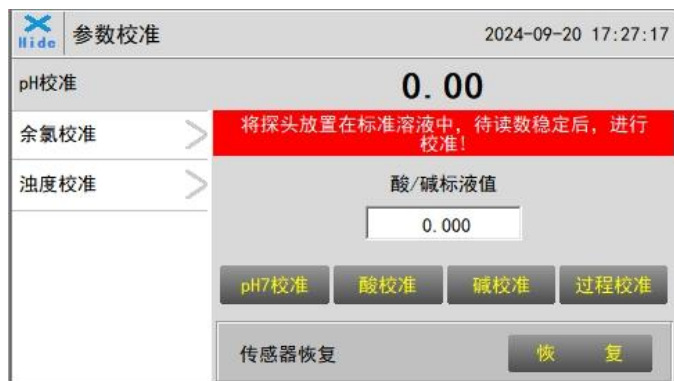 Hide
参数校准
2024-09-20 17:27:17
pH校准
0.00
余氯校准
浊度校准
将探头放置在标准溶液中，待读数稳定后，进行
校准!
酸/碱标液值
0.000
pH7校准
酸校准
碱校准
过程校准
传感器恢复
恢 复